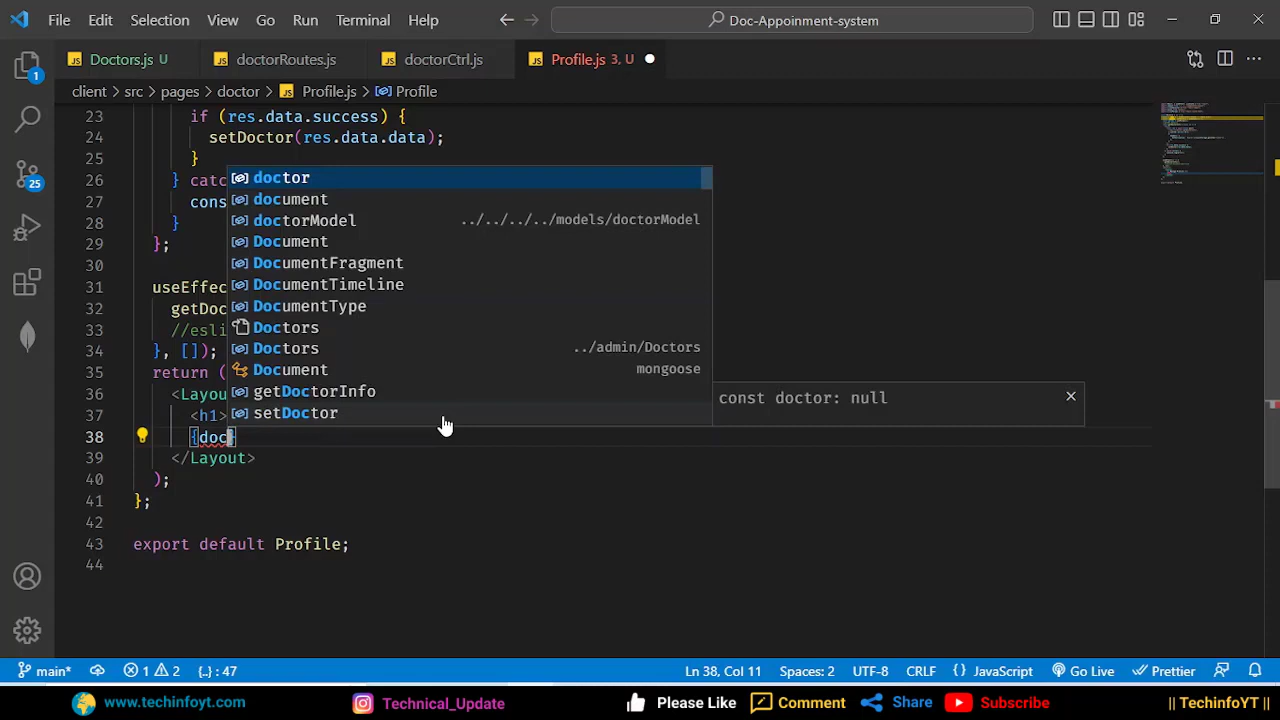 File Edit Selection View Go Run Terminal Help Doc-Appoinment-system
Doctors.js U doctorRoutes.js doctorCtrl.js Profile.js 3, U
client > src > pages > doctor > Profile.js > Profile
23 if (res.data.success) {
24 setDoctor(res.data.data);
25 }
26 } catc
27 cons
28 }
29 };
30
31 useEffec
32 getDoc
33 //esli
34 }, []);
35 return (
36 <Layou
37 <h1>
38 {doc}
39 </Layout>
40 );
41 };
42
43 export default Profile;
44
doctor
document
doctorModel ../../../../models/doctorModel
Document
DocumentFragment
DocumentTimeline
DocumentType
Doctors
Doctors ../admin/Doctors
Document mongoose
getDoctorInfo
setDoctor
const doctor: null
1
25
main* 1 2 {..} : 47 Ln 38, Col 11 Spaces: 2 UTF-8 CRLF {} JavaScript Go Live Prettier
www.techinfoyt.com Technical_Update Please Like Comment Share Subscribe || TechinfoYT ||